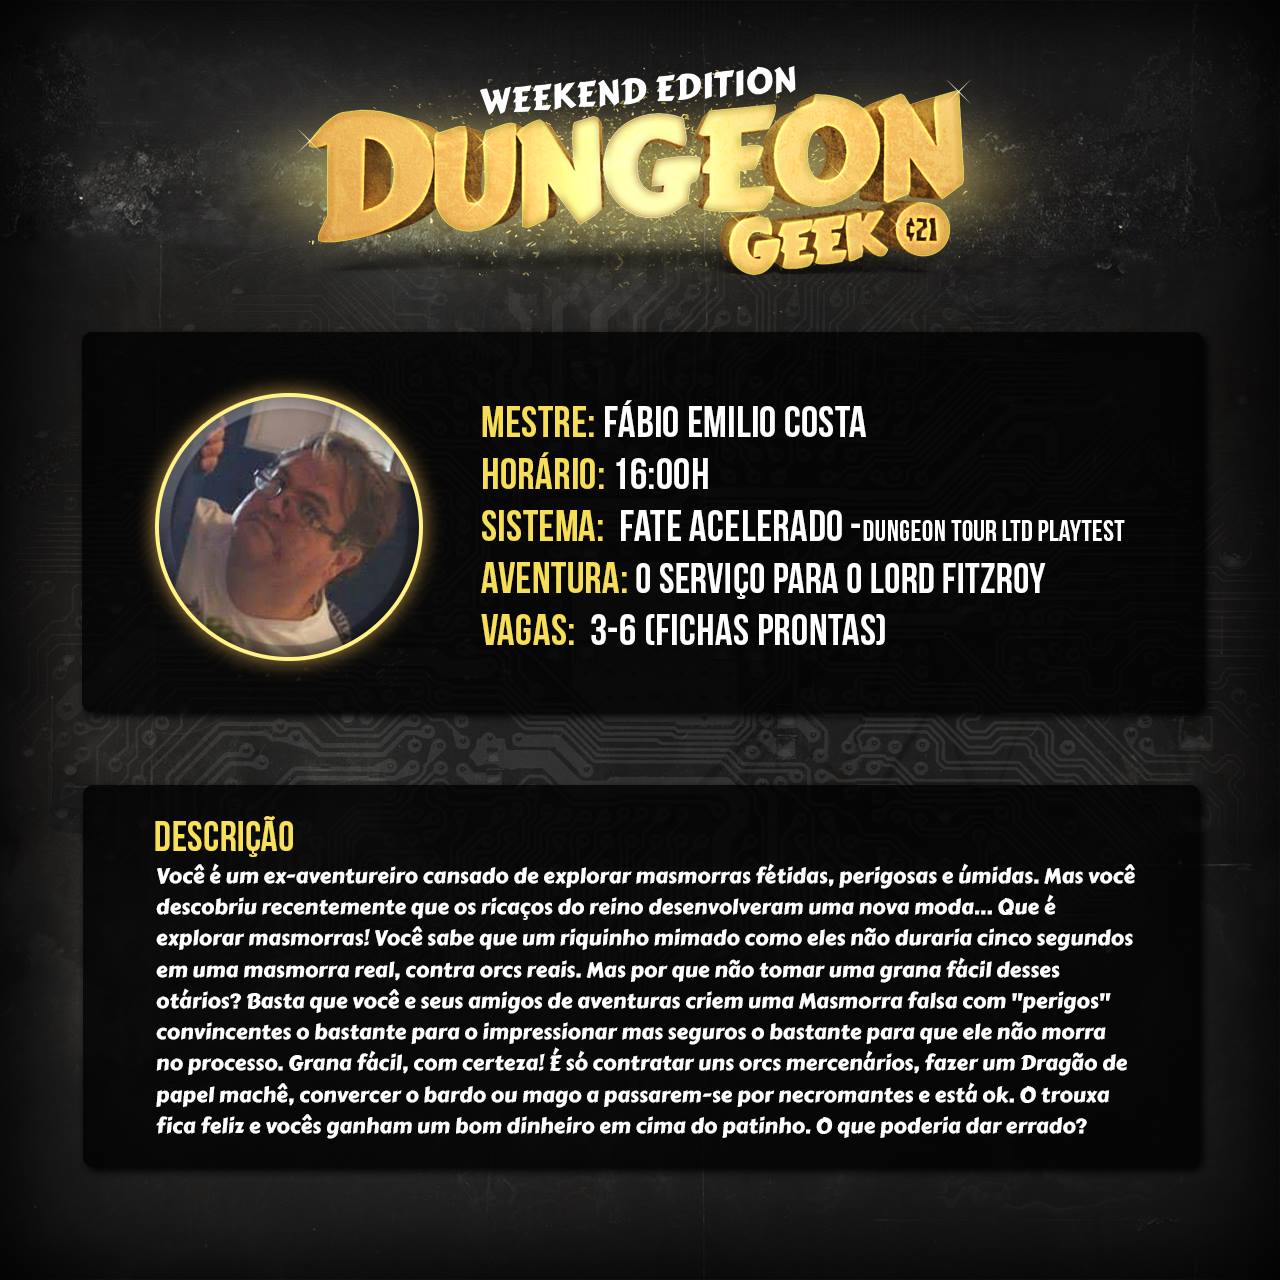 WEEKEND EDITION
DUNGEON
GEEK ¢21
MESTRE: FÁBIO EMILIO COSTA
HORÁRIO: 16:00H
SISTEMA: FATE ACELERADO -DUNGEON TOUR LTD PLAYTEST
AVENTURA: O SERVIÇO PARA O LORD FITZROY
VAGAS: 3-6 (FICHAS PRONTAS)
DESCRIÇÃO
Você é um ex-aventureiro cansado de explorar masmorras fétidas, perigosas e úmidas. Mas você
descobriu recentemente que os ricaços do reino desenvolveram uma nova moda... Que é
explorar masmorras! Você sabe que um riquinho mimado como eles não duraria cinco segundos
em uma masmorra real, contra orcs reais. Mas por que não tomar uma grana fácil desses
otários? Basta que você e seus amigos de aventuras criem uma Masmorra falsa com "perigos"
convincentes o bastante para o impressionar mas seguros o bastante para que ele não morra
no processo. Grana fácil, com certeza! É só contratar uns orcs mercenários, fazer um Dragão de
papel machê, convercer o bardo ou mago a passarem-se por necromantes e está ok. O trouxa
fica feliz e vocês ganham um bom dinheiro em cima do patinho. O que poderia dar errado?